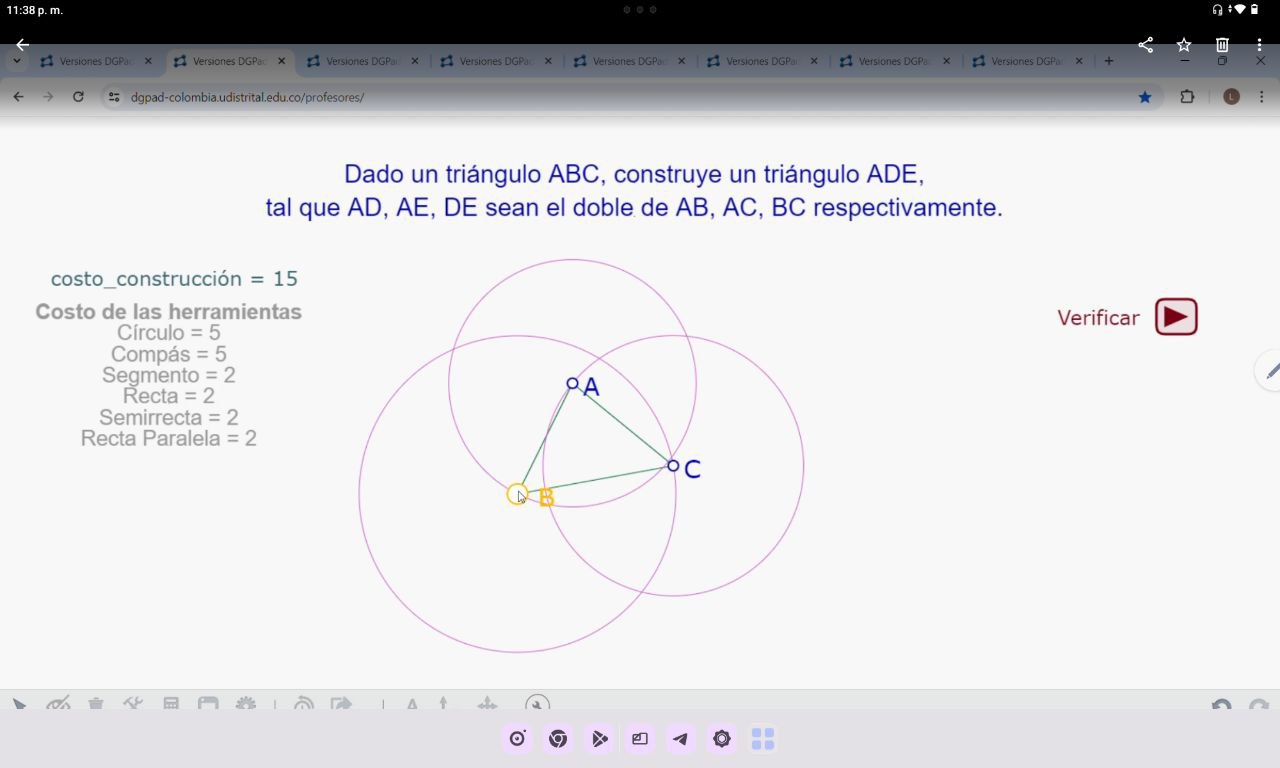 11:38 p. m.
Versiones DGPad
Versiones DGPad
Versiones DGPad
Versiones DGPad
Versiones DGPad
Versiones DGPad
Versiones DGPad
Versiones DGPad
dgpad-colombia.udistrital.edu.co/profesores/
L
Dado un triángulo ABC, construye un triángulo ADE,
tal que AD, AE, DE sean el doble de AB, AC, BC respectivamente.
costo_construcción = 15
Costo de las herramientas
Círculo = 5
Compás = 5
Segmento = 2
Recta = 2
Semirrecta = 2
Recta Paralela = 2
Verificar
A
C
B
A